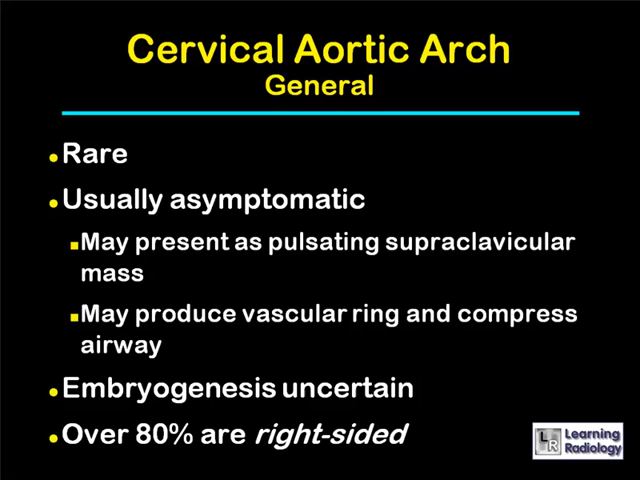 Cervical Aortic Arch
General
Rare
Usually asymptomatic
May present as pulsating supraclavicular
mass
May produce vascular ring and compress
airway
Embryogenesis uncertain
Over 80% are right-sided
LR Learning
Radiology